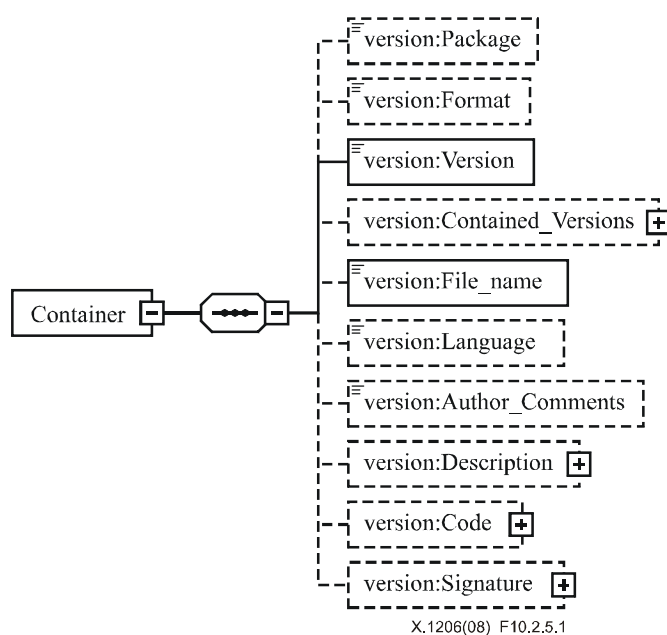 version:Package
version:Format
version:Version
version:Contained_Versions
version:File_name
Container
version:Language
version:Author_Comments
version:Description
version:Code
version:Signature
X.1206(08) F10.2.5.1